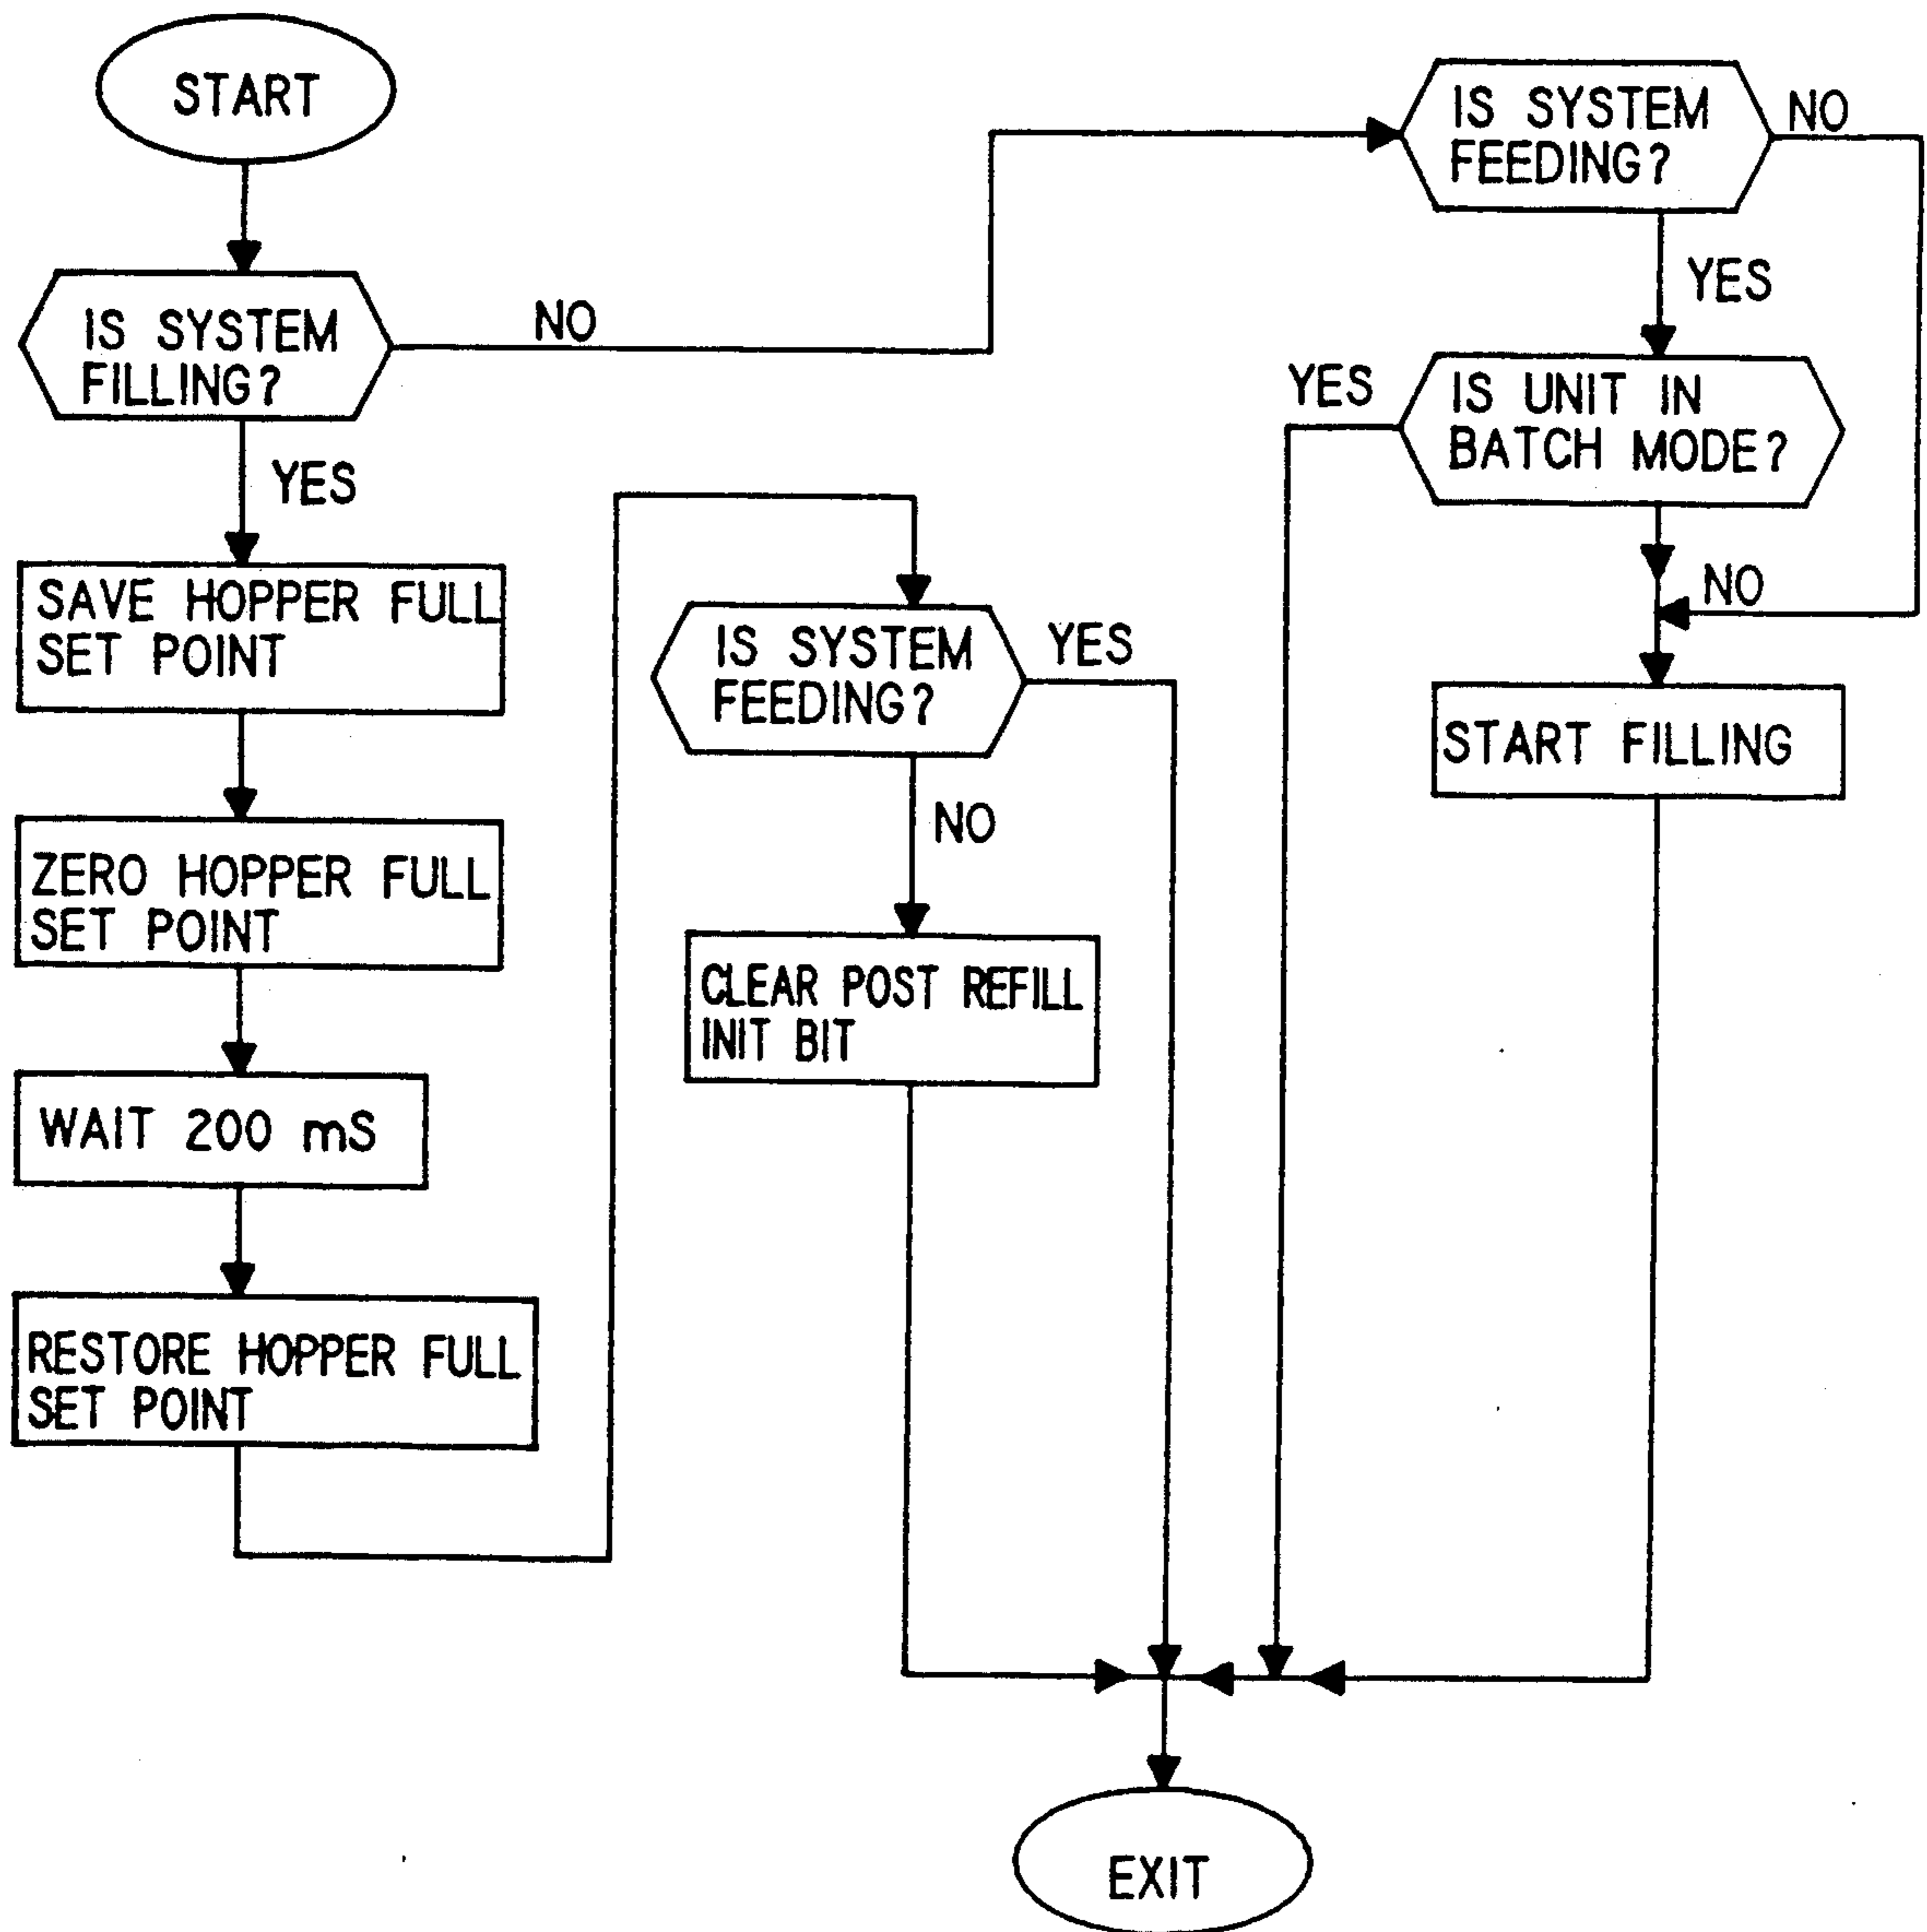 START
IS SYSTEM
FILLING?
NO
YES
SAVE HOPPER FULL
SET POINT
ZERO HOPPER FULL
SET POINT
WAIT 200 mS
RESTORE HOPPER FULL
SET POINT
IS SYSTEM
FEEDING?
YES
NO
CLEAR POST REFILL
INIT BIT
IS SYSTEM
FEEDING?
NO
YES
IS UNIT IN
BATCH MODE?
YES
NO
START FILLING
EXIT